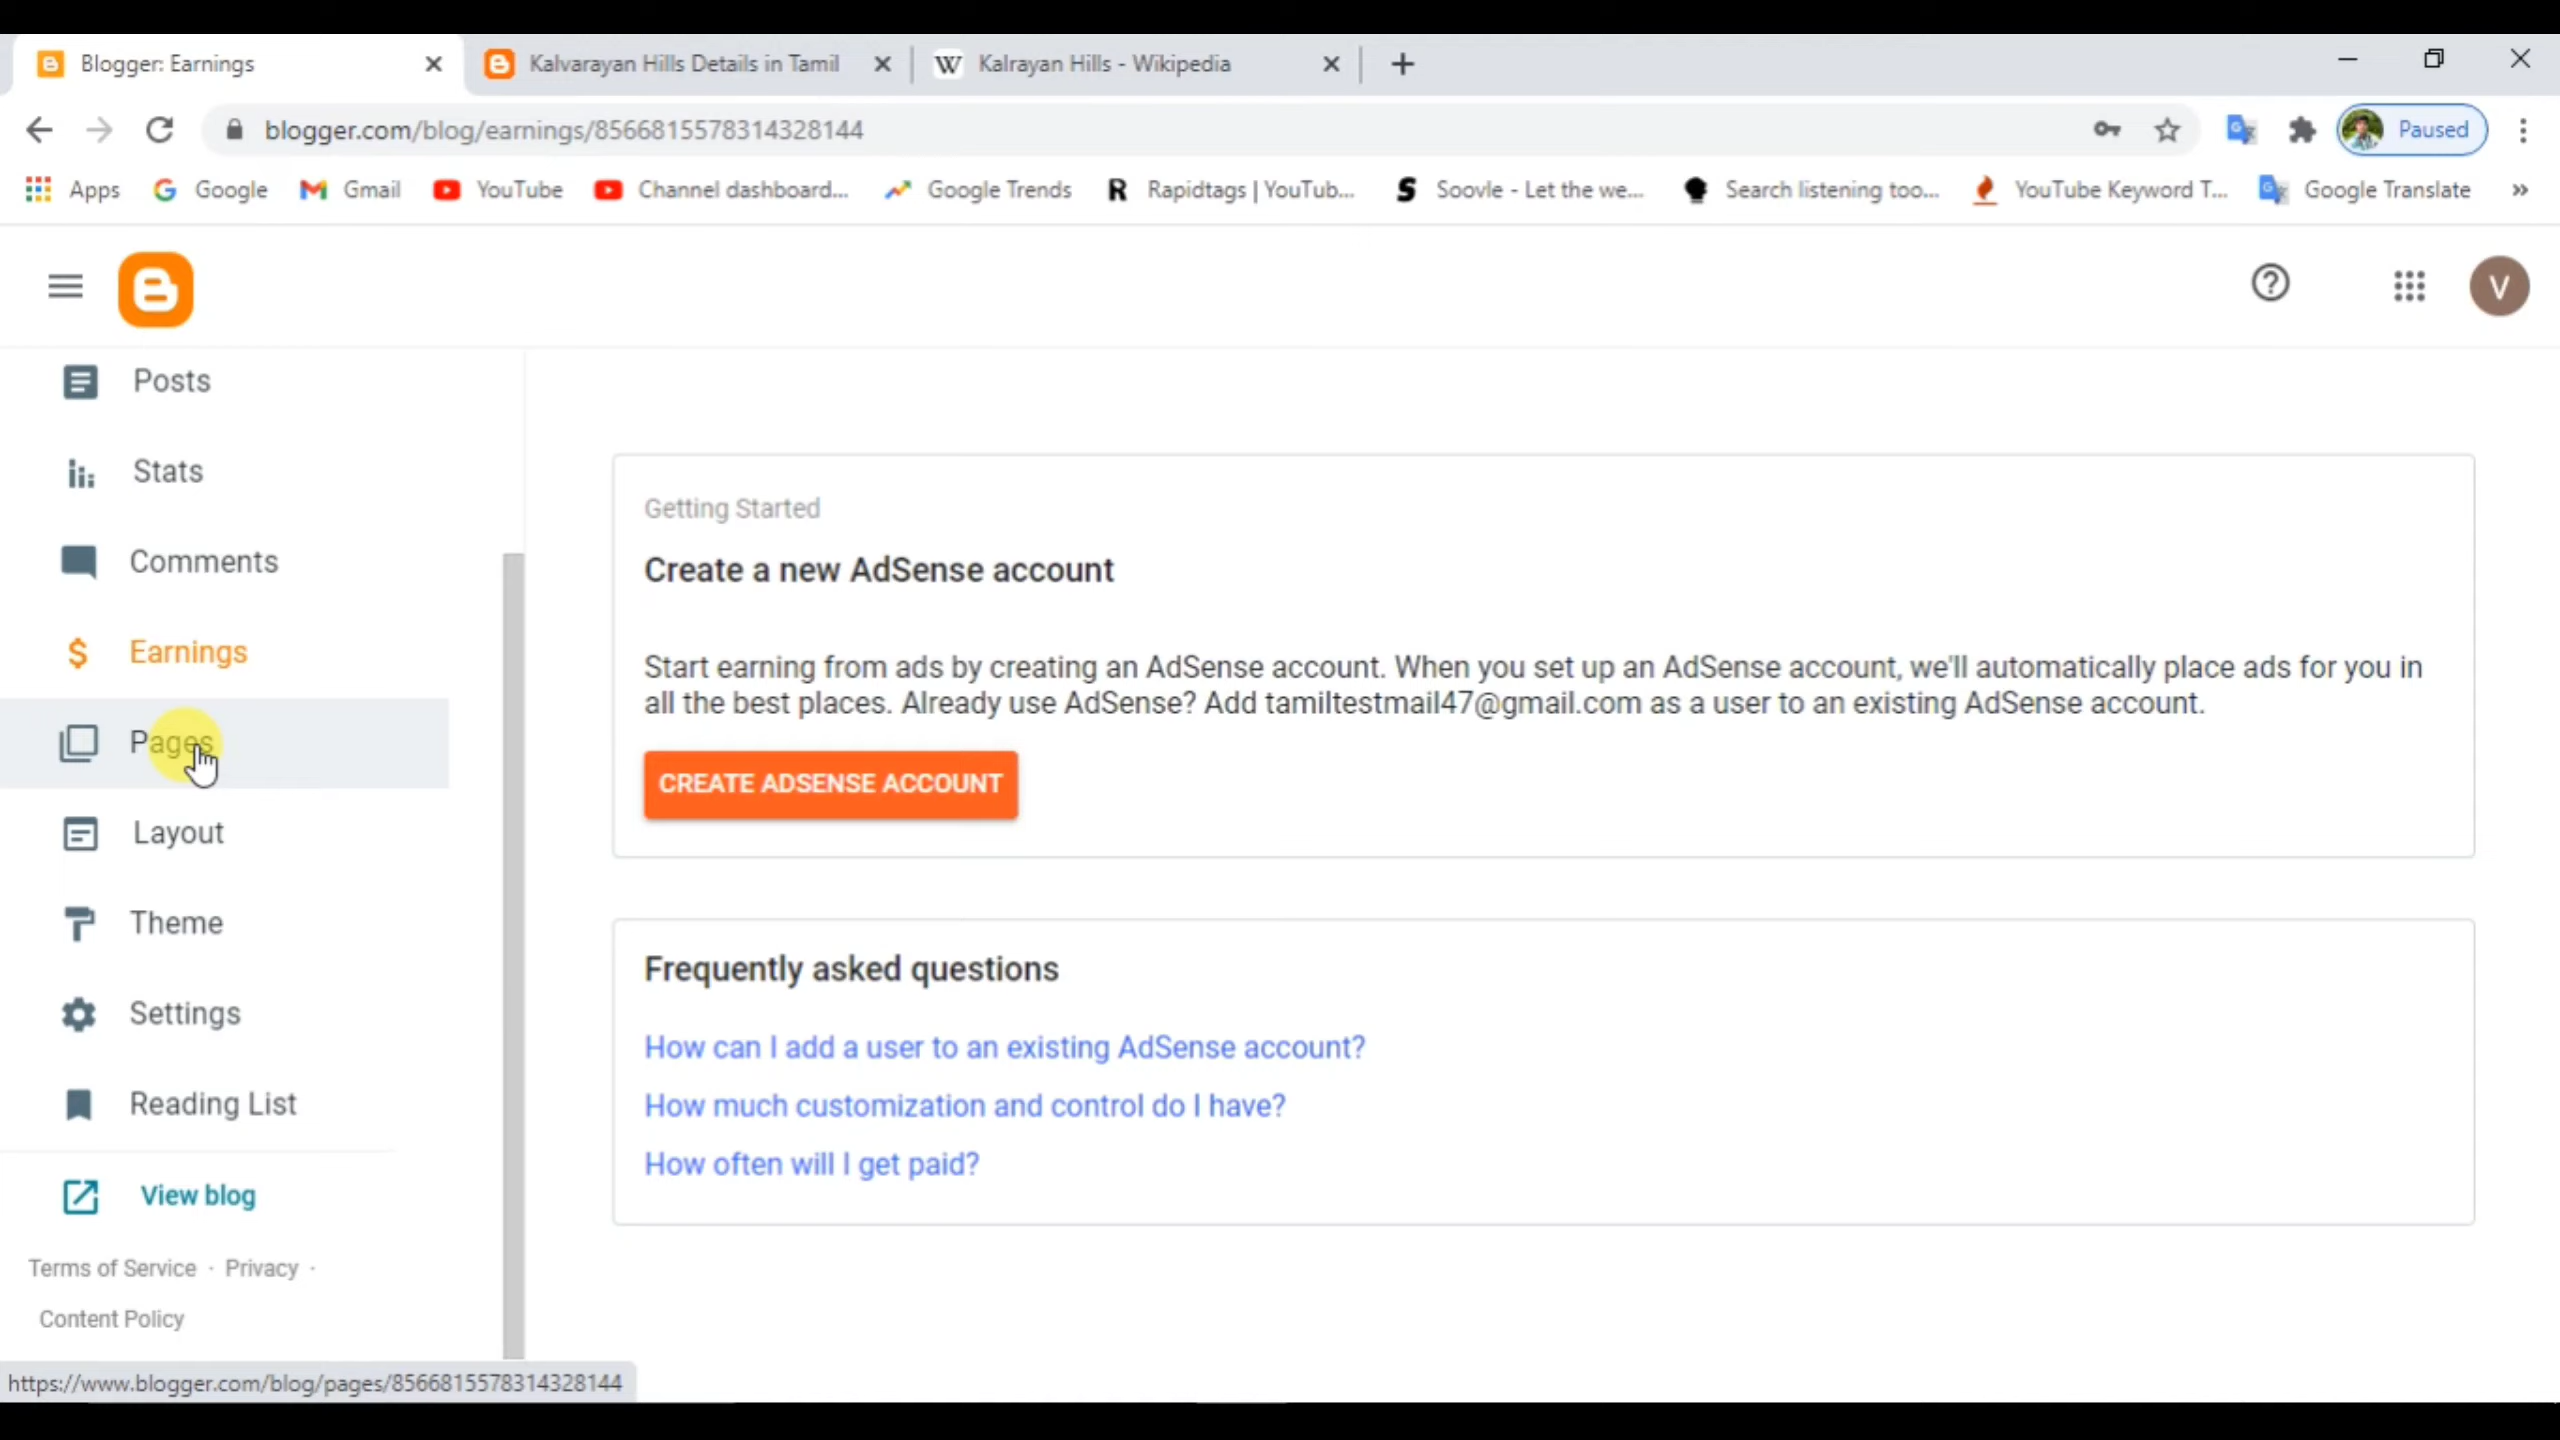 Blogger: Earnings
Kalvarayan Hills Details in Tamil
Kalrayan Hills - Wikipedia
blogger.com/blog/earnings/8566815578314328144
Paused
Apps
Google
Gmail
YouTube
Channel dashboard...
Google Trends
Rapidtags | YouTub...
Soovle - Let the we...
Search listening too...
YouTube Keyword T...
Google Translate
»
V
Posts
Stats
Comments
Earnings
Pages
Layout
Theme
Settings
Reading List
View blog
Terms of Service · Privacy ·
Content Policy
Getting Started
Create a new AdSense account
Start earning from ads by creating an AdSense account. When you set up an AdSense account, we'll automatically place ads for you in
all the best places. Already use AdSense? Add tamiltestmail47@gmail.com as a user to an existing AdSense account.
CREATE ADSENSE ACCOUNT
Frequently asked questions
How can I add a user to an existing AdSense account?
How much customization and control do I have?
How often will I get paid?
https://www.blogger.com/blog/pages/8566815578314328144